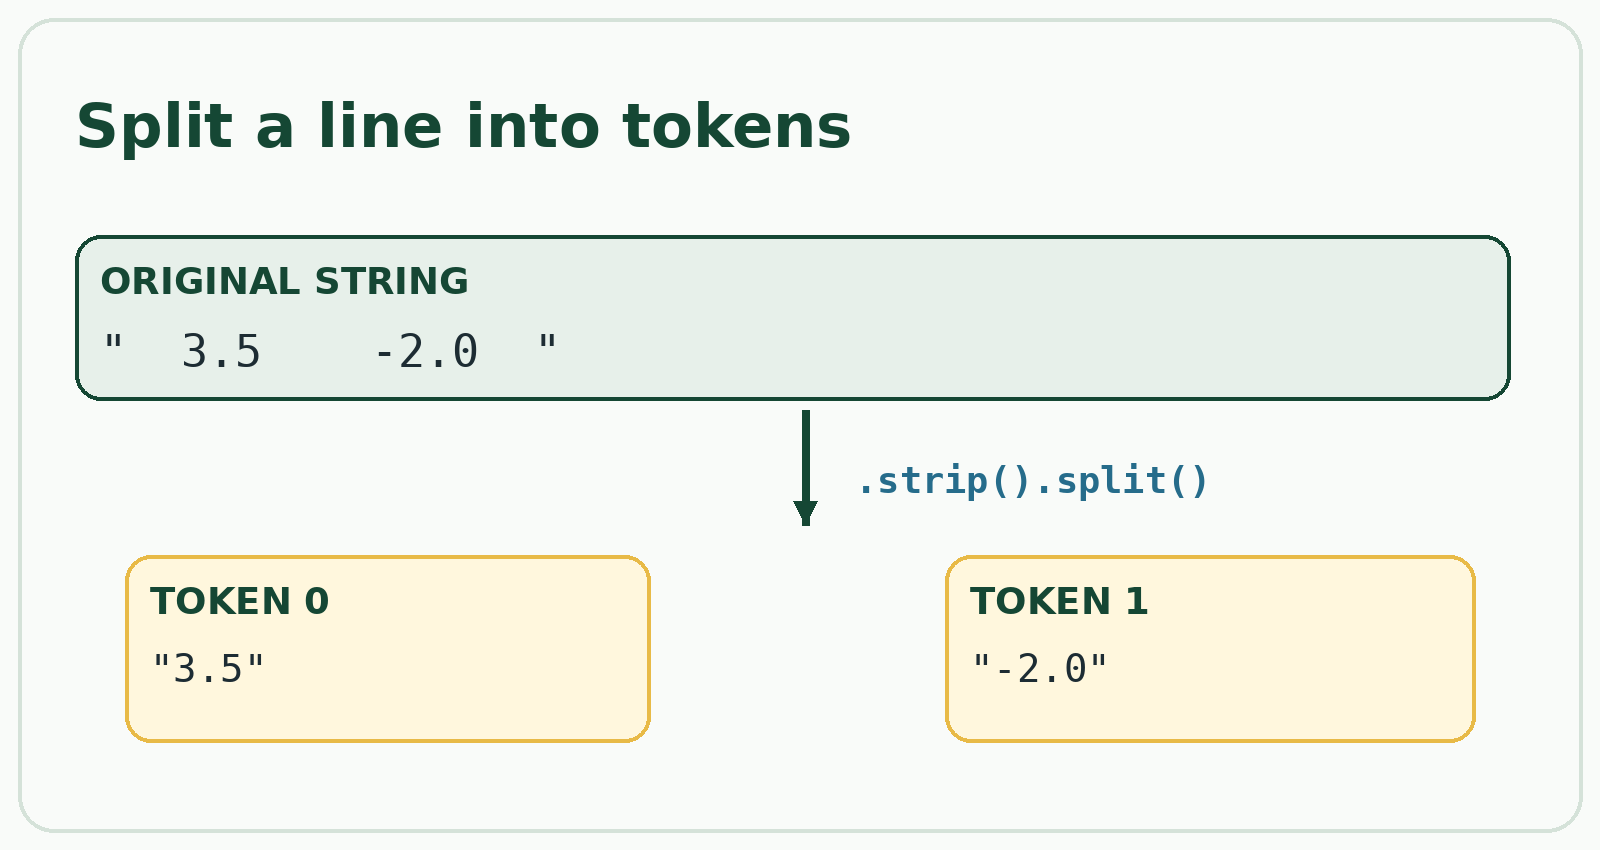 Split a line into tokens
ORIGINAL STRING
"  3.5    -2.0  "
.strip().split()
TOKEN 0
"3.5"
TOKEN 1
"-2.0"